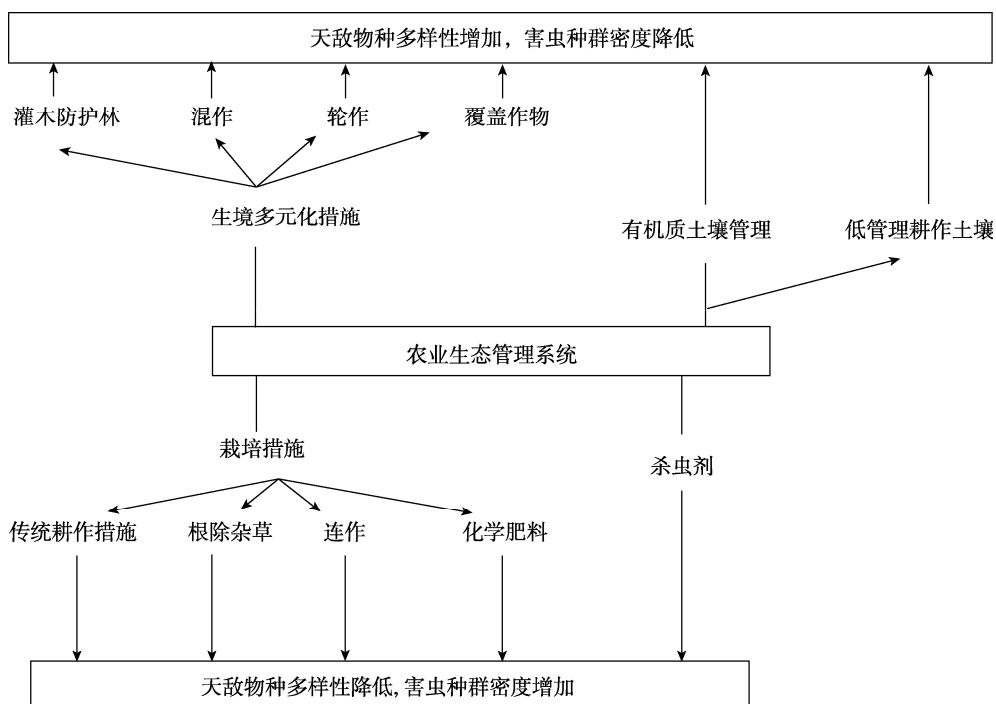 天敌物种多样性增加，害虫种群密度降低
灌木防护林 混作 轮作 覆盖作物
生境多元化措施
有机质土壤管理 低管理耕作土壤
农业生态管理系统
栽培措施
杀虫剂
传统耕作措施 根除杂草 连作 化学肥料
天敌物种多样性降低, 害虫种群密度增加